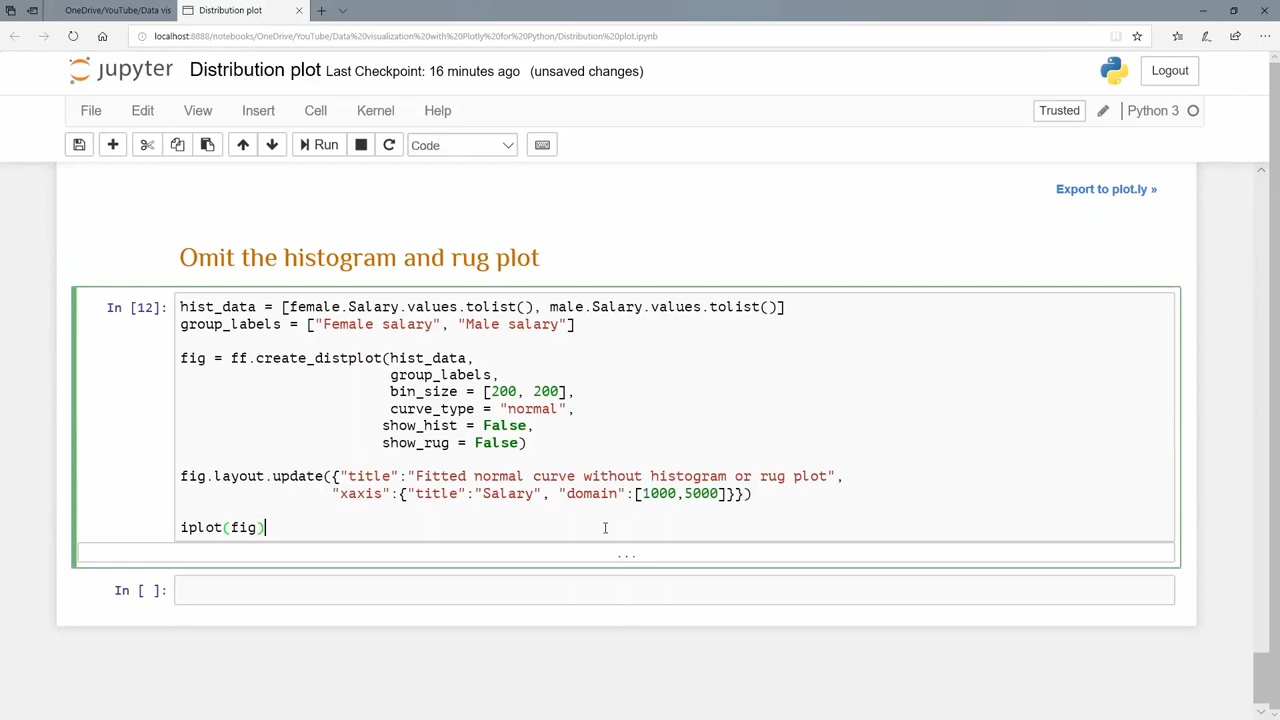 OneDrive/YouTube/Data vis
Distribution plot
localhost:8888/notebooks/OneDrive/YouTube/Data%20visualization%20with%20Plotly%20for%20Python/Distribution%20plot.ipynb
jupyter Distribution plot Last Checkpoint: 16 minutes ago (unsaved changes)
Logout
File Edit View Insert Cell Kernel Help
Trusted Python 3
Run Code
Export to plot.ly »
Omit the histogram and rug plot
In [12]: hist_data = [female.Salary.values.tolist(), male.Salary.values.tolist()]
group_labels = ["Female salary", "Male salary"]
fig = ff.create_distplot(hist_data,
group_labels,
bin_size = [200, 200],
curve_type = "normal",
show_hist = False,
show_rug = False)
fig.layout.update({"title":"Fitted normal curve without histogram or rug plot",
"xaxis":{"title":"Salary", "domain":[1000,5000]}})
iplot(fig)
...
In [ ]: